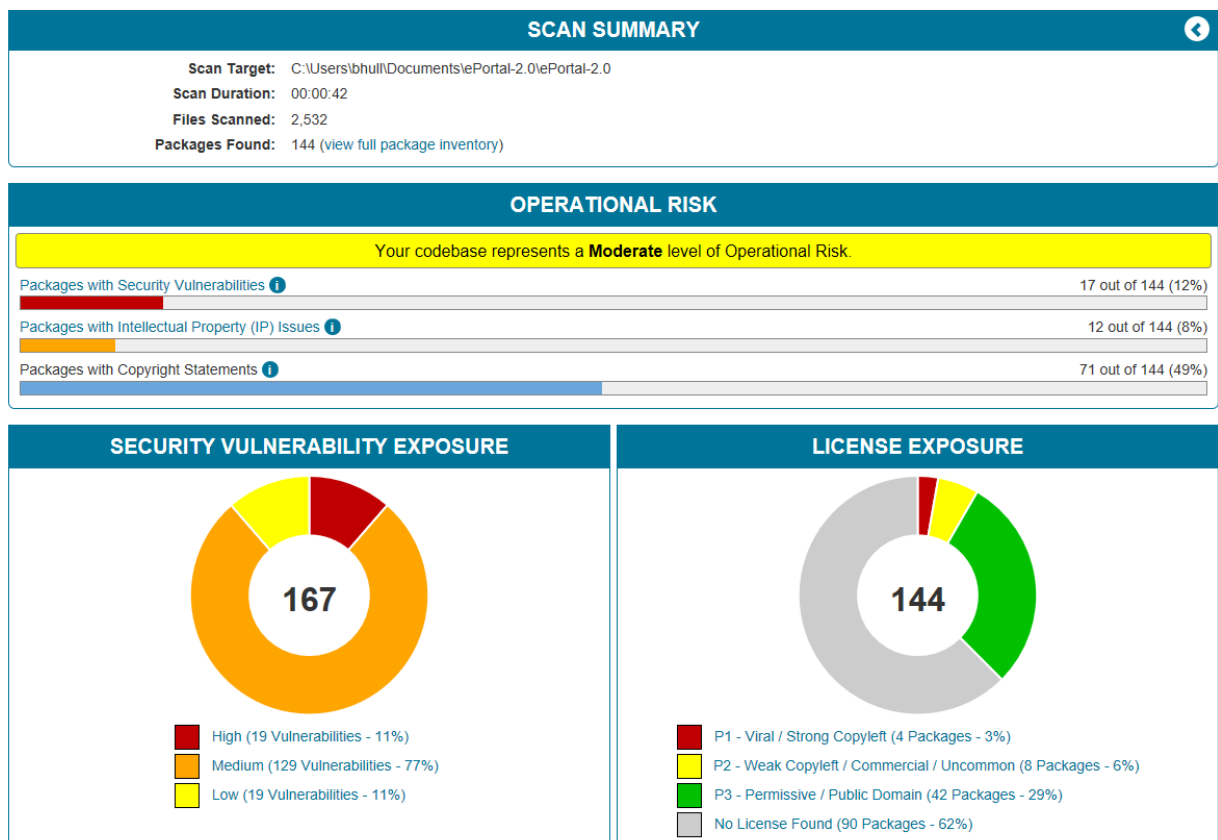 SCAN SUMMARY
Scan Target: C:\Users\bhull\Documents\ePortal-2.0\ePortal-2.0
Scan Duration: 00:00:42
Files Scanned: 2,532
Packages Found: 144 (view full package inventory)
OPERATIONAL RISK
Your codebase represents a Moderate level of Operational Risk.
Packages with Security Vulnerabilities i 17 out of 144 (12%)
Packages with Intellectual Property (IP) Issues i 12 out of 144 (8%)
Packages with Copyright Statements i 71 out of 144 (49%)
SECURITY VULNERABILITY EXPOSURE
167
High (19 Vulnerabilities - 11%)
Medium (129 Vulnerabilities - 77%)
Low (19 Vulnerabilities - 11%)
LICENSE EXPOSURE
144
P1 - Viral / Strong Copyleft (4 Packages - 3%)
P2 - Weak Copyleft / Commercial / Uncommon (8 Packages - 6%)
P3 - Permissive / Public Domain (42 Packages - 29%)
No License Found (90 Packages - 62%)